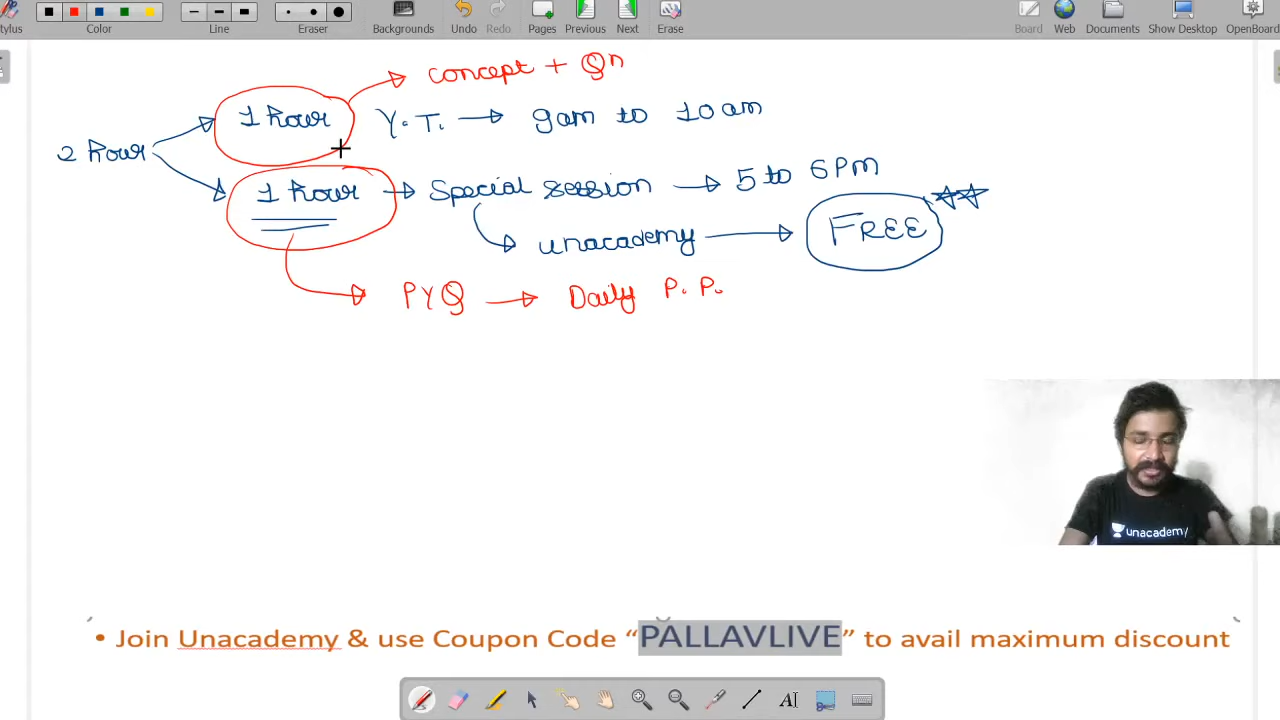 Stylus
Color
Line
Eraser
Backgrounds
Undo
Redo
Pages
Previous
Next
Erase
Board
Web
Documents
Show Desktop
OpenBoard
concept + Qn
2 hour
1 hour Y.T. → 9am to 10am
1 hour → Special session → 5 to 6PM
unacademy → FREE
PYQ → Daily P.P.
unacademy
• Join Unacademy & use Coupon Code “PALLAVLIVE” to avail maximum discount